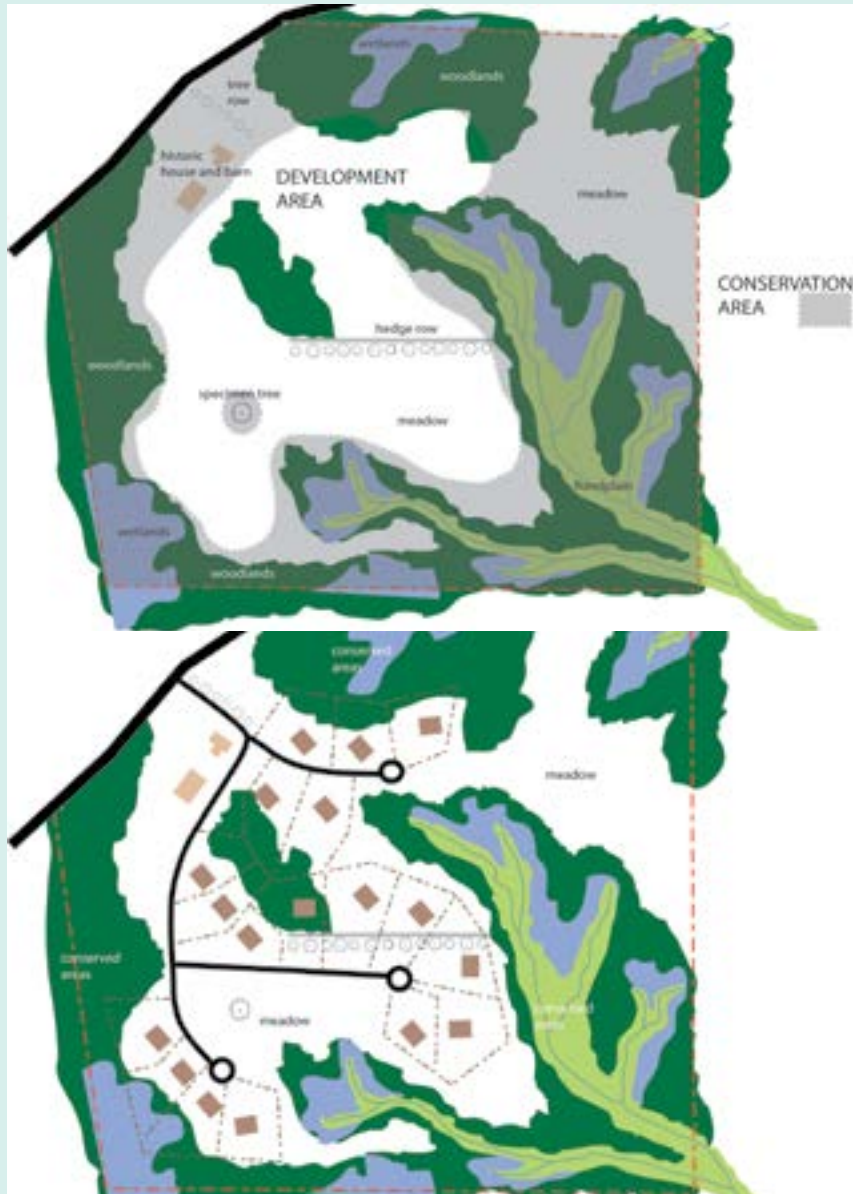 wetlands
woodlands
tree
row
historic
house and barn
DEVELOPMENT
AREA
meadow
CONSERVATION
AREA
hedge row
woodlands
specimen tree
meadow
floodplain
wetlands
woodlands
conserved
areas
meadow
conserved
areas
meadow
conserved
areas